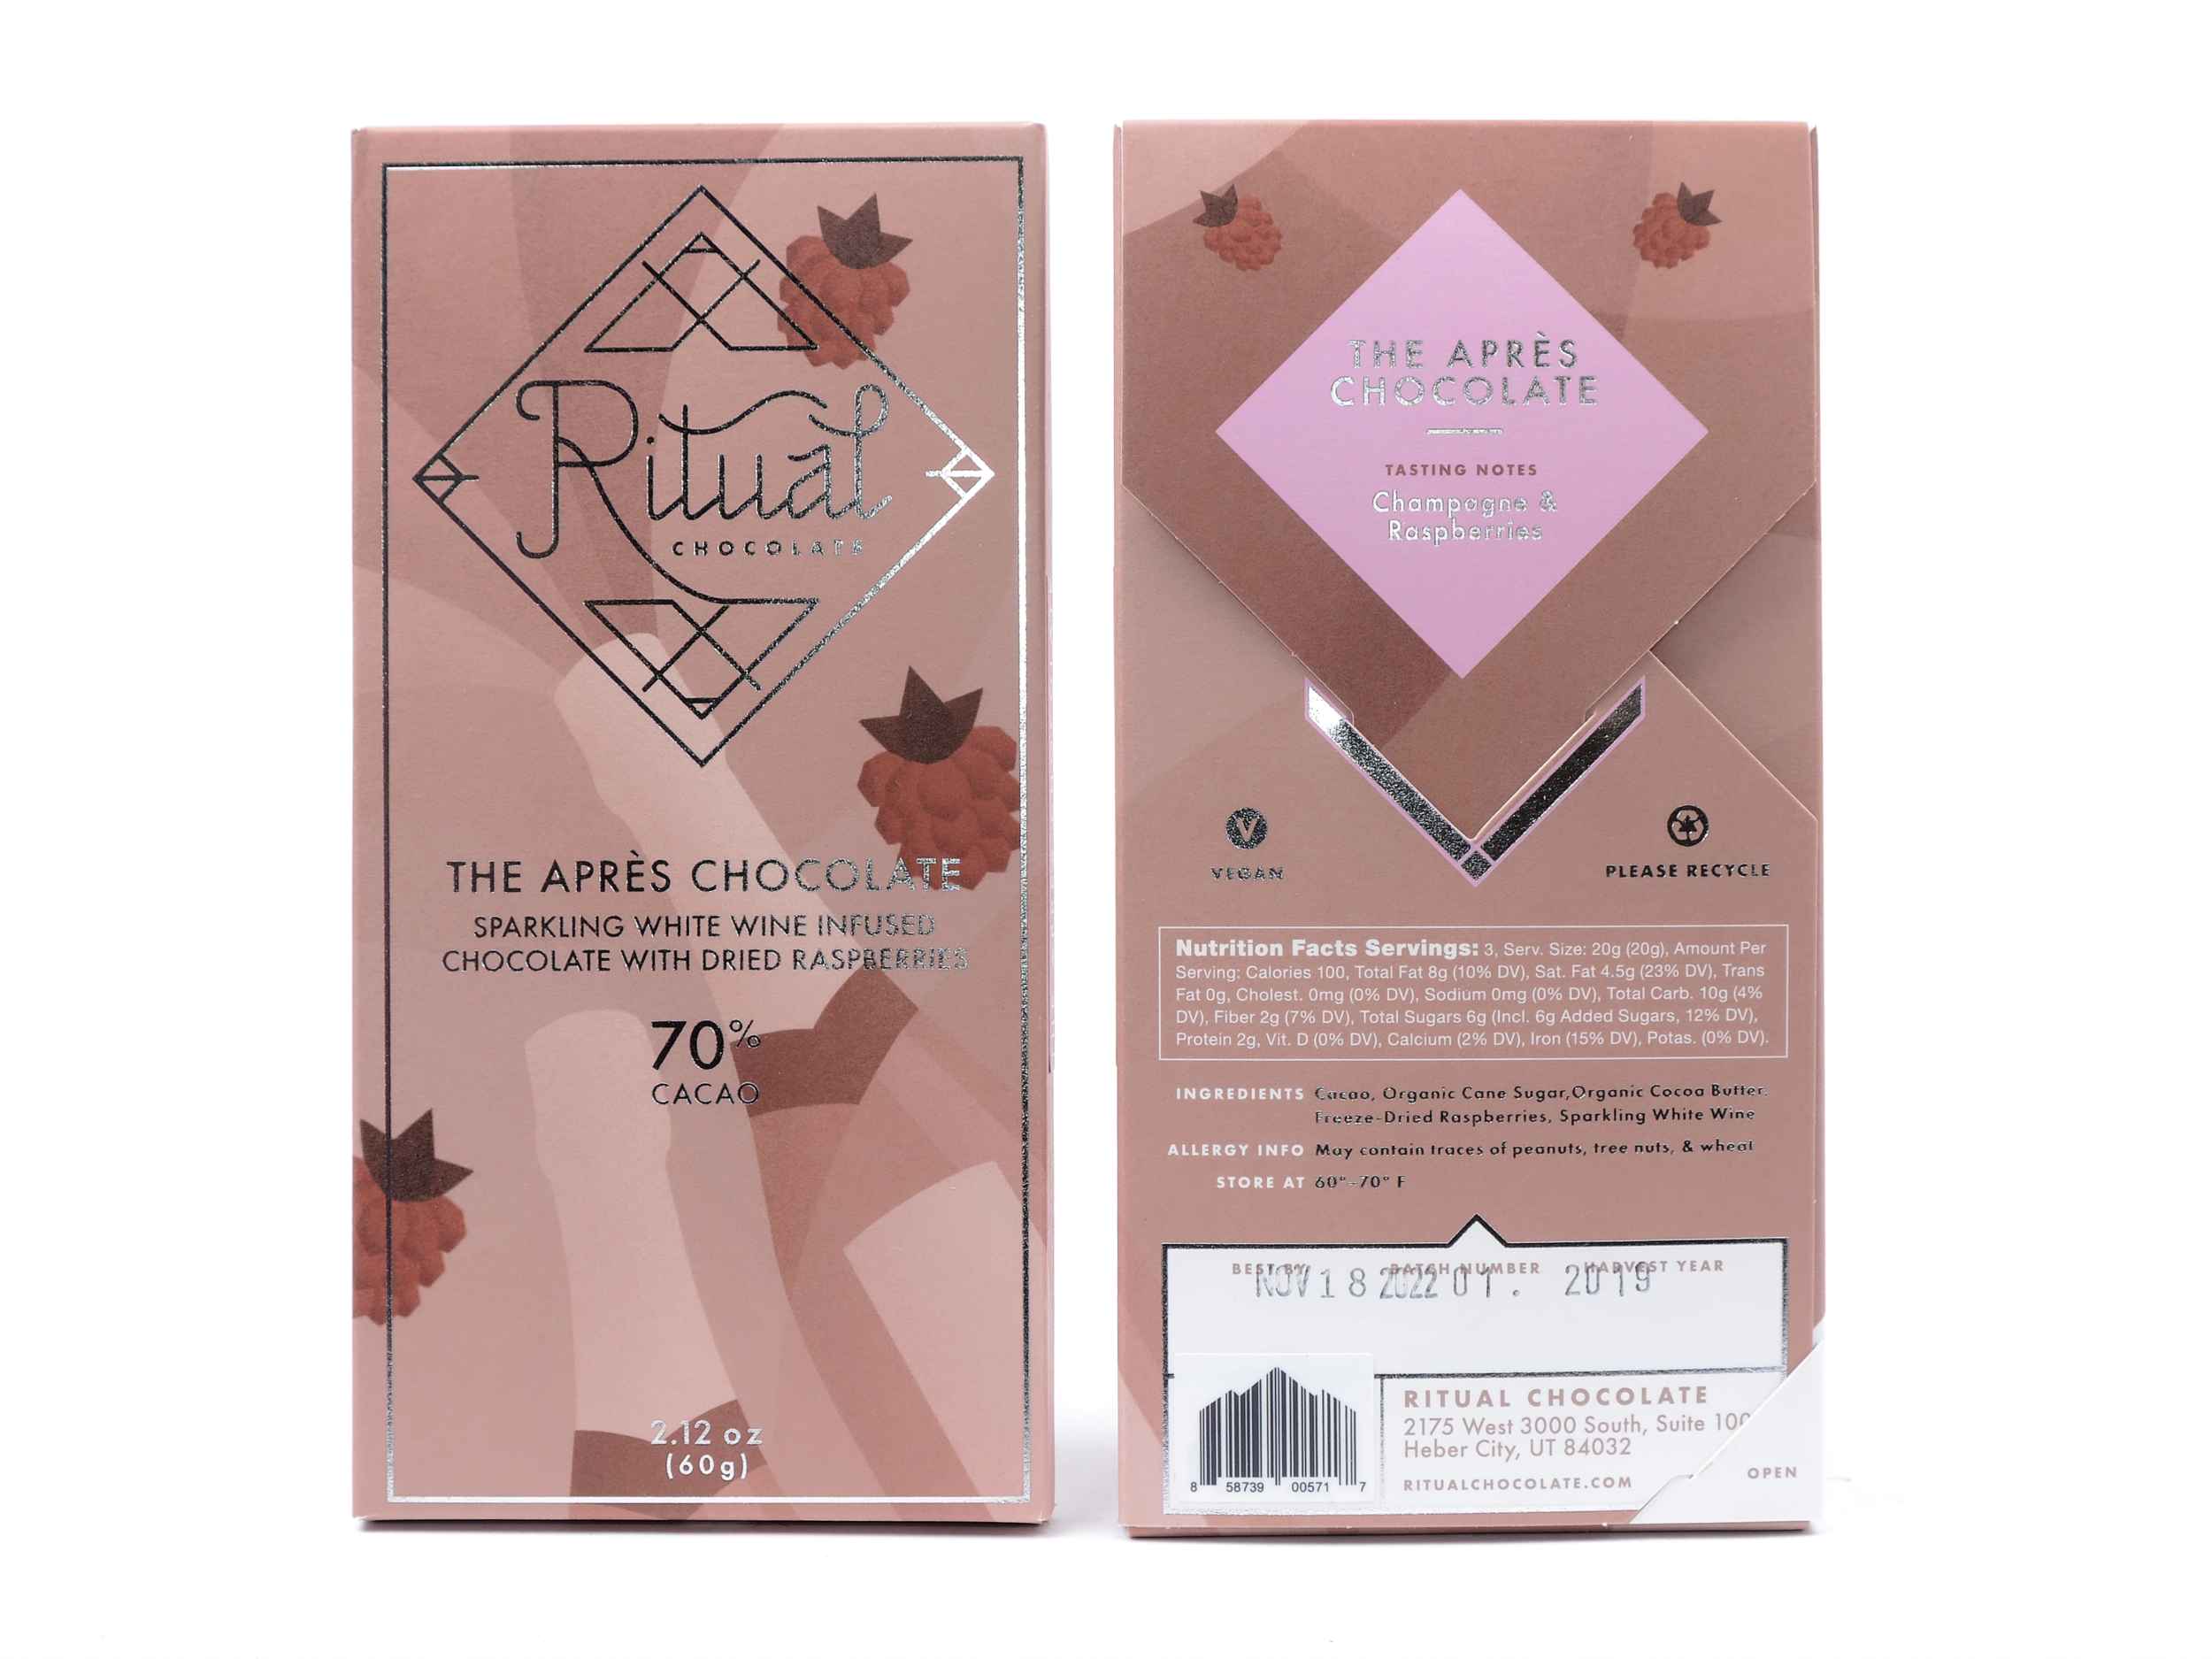 Ritual
CHOCOLATE
THE APRÈS CHOCOLATE
SPARKLING WHITE WINE INFUSED
CHOCOLATE WITH DRIED RASPBERRIES
70%
CACAO
2.12 oz
(60g)
THE APRÈS
CHOCOLATE
TASTING NOTES
Champagne &
Raspberries
V
VEGAN
PLEASE RECYCLE
Nutrition Facts Servings: 3, Serv. Size: 20g (20g), Amount Per
Serving: Calories 100, Total Fat 8g (10% DV), Sat. Fat 4.5g (23% DV), Trans
Fat 0g, Cholest. 0mg (0% DV), Sodium 0mg (0% DV), Total Carb. 10g (4%
DV), Fiber 2g (7% DV), Total Sugars 6g (Incl. 6g Added Sugars, 12% DV),
Protein 2g, Vit. D (0% DV), Calcium (2% DV), Iron (15% DV), Potas. (0% DV).
INGREDIENTS Cacao, Organic Cane Sugar,Organic Cocoa Butter,
Freeze-Dried Raspberries, Sparkling White Wine
ALLERGY INFO May contain traces of peanuts, tree nuts, & wheat
STORE AT 60°-70° F
BEST BY BATCH NUMBER HARVEST YEAR
NOV 18 2022 01. 2019
8 58739 00571 7
RITUAL CHOCOLATE
2175 West 3000 South, Suite 100
Heber City, UT 84032
RITUALCHOCOLATE.COM
OPEN